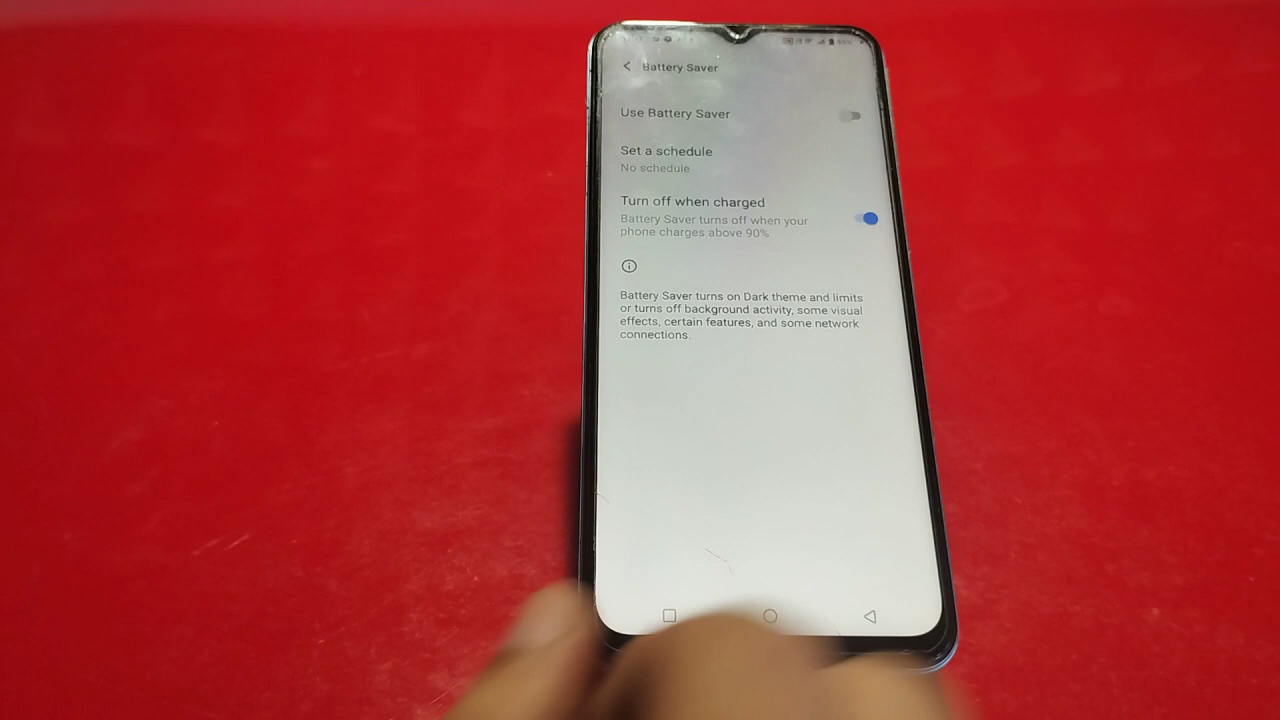 Battery Saver
Use Battery Saver
Set a schedule
No schedule
Turn off when charged
Battery Saver turns off when your
phone charges above 90%
Battery Saver turns on Dark theme and limits
or turns off background activity, some visual
effects, certain features, and some network
connections.